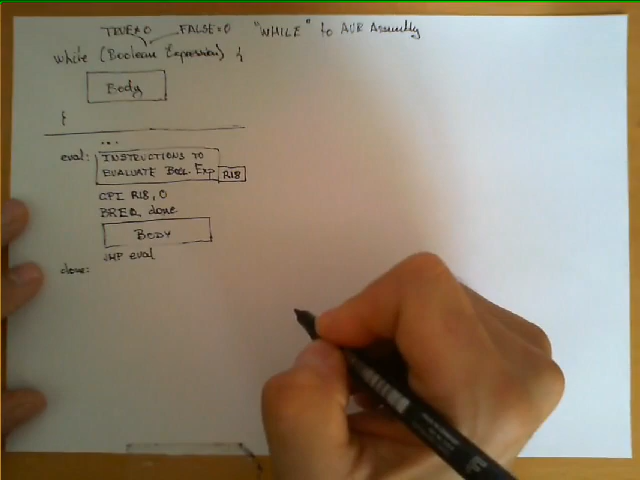 TRUE≠0 FALSE=0 "WHILE" to AVR Assembly
while (Boolean Expression) {
Body
}
...
eval: INSTRUCTIONS TO
EVALUATE BOOL. Exp R18
CPI R18, 0
BREQ done
BODY
JMP eval
done: